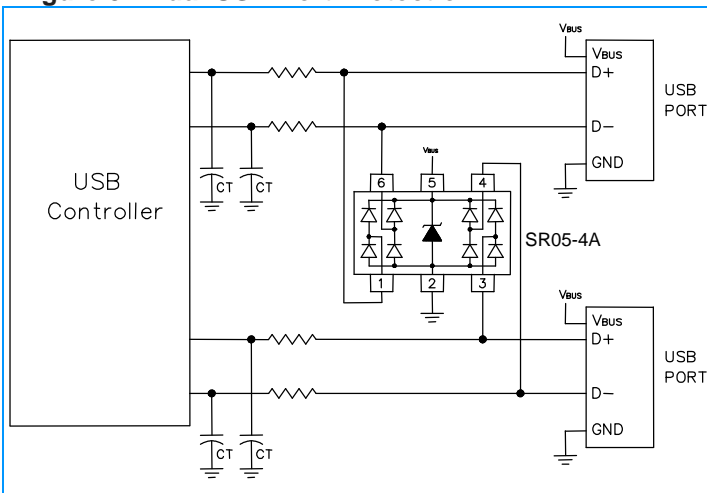 VBUS
VBUS
D+
USB
PORT
D-
GND
CT
CT
USB
Controller
VBUS
6
5
4
SR05-4A
1
2
3
VBUS
VBUS
D+
USB
PORT
D-
GND
CT
CT